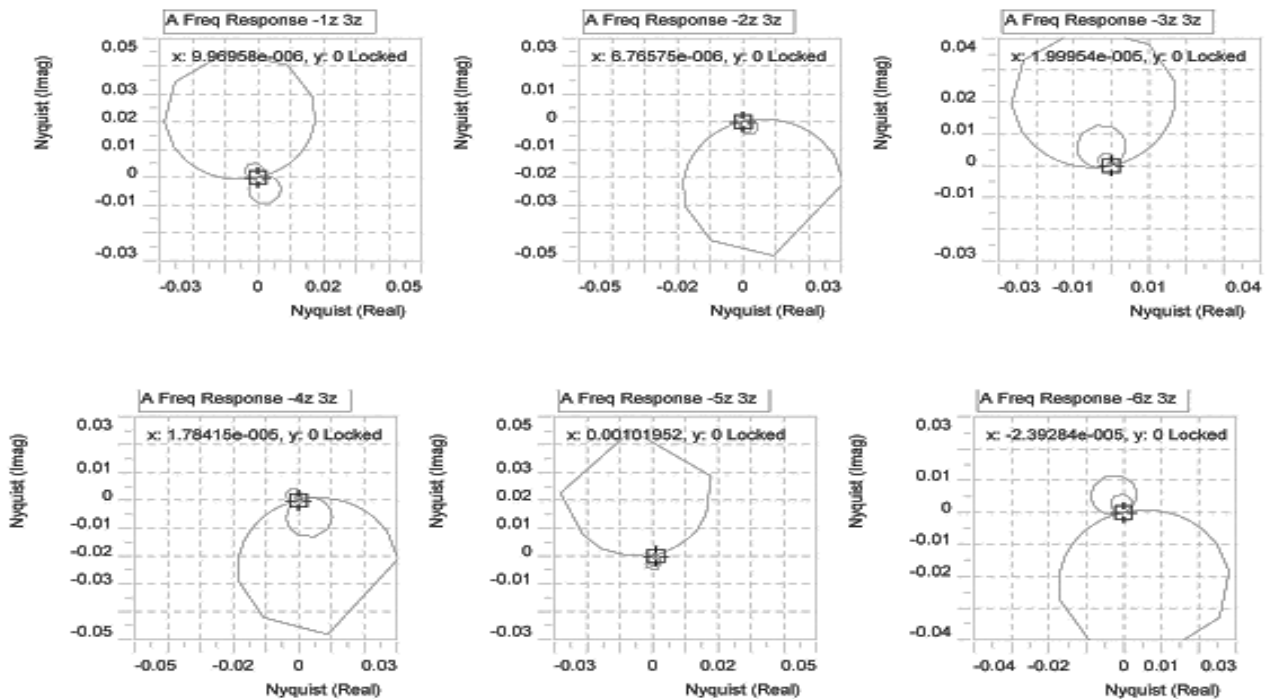 A Freq Response -1z 3z
A Freq Response -2z 3z
A Freq Response -3z 3z
Nyquist (Imag)
0.05
0.03
0.02
0.01
0
-0.01
-0.03
x: 9.96958e-006, y: 0 Locked
-0.03
0
0.02
0.05
Nyquist (Real)
Nyquist (Imag)
0.03
0.01
0
-0.01
-0.02
-0.03
-0.05
x: 6.76575e-006, y: 0 Locked
-0.02
0
0.02
0.03
Nyquist (Real)
Nyquist (Imag)
0.04
0.02
0.01
0
-0.01
-0.03
x: 1.99954e-005, y: 0 Locked
-0.03
-0.01
0.01
0.04
Nyquist (Real)
A Freq Response -4z 3z
A Freq Response -5z 3z
A Freq Response -6z 3z
Nyquist (Imag)
0.03
0.01
0
-0.01
-0.02
-0.03
-0.05
x: 1.78415e-005, y: 0 Locked
-0.05
-0.02
0
0.03
Nyquist (Real)
Nyquist (Imag)
0.05
0.03
0.02
0.01
0
-0.01
-0.03
x: 0.00101952, y: 0 Locked
-0.03
0
0.02
0.05
Nyquist (Real)
Nyquist (Imag)
0.03
0.01
0
-0.01
-0.02
-0.04
x: -2.39284e-005, y: 0 Locked
-0.04
-0.02
0
0.01
0.03
Nyquist (Real)